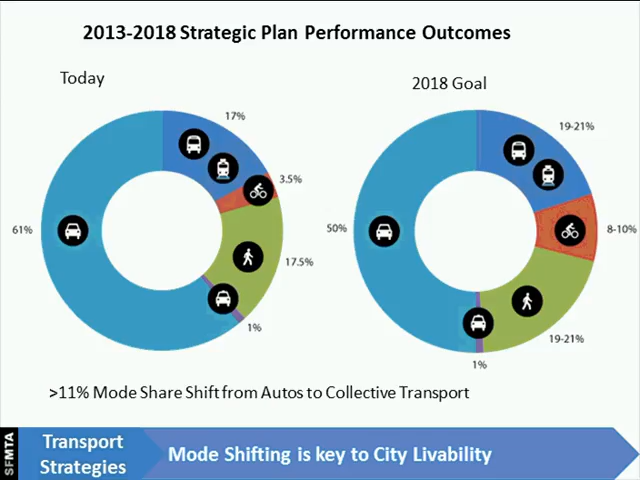 2013-2018 Strategic Plan Performance Outcomes
Today
2018 Goal
17%
3.5%
17.5%
1%
61%
19-21%
8-10%
19-21%
1%
50%
>11% Mode Share Shift from Autos to Collective Transport
SFMTA
Transport
Strategies
Mode Shifting is key to City Livability